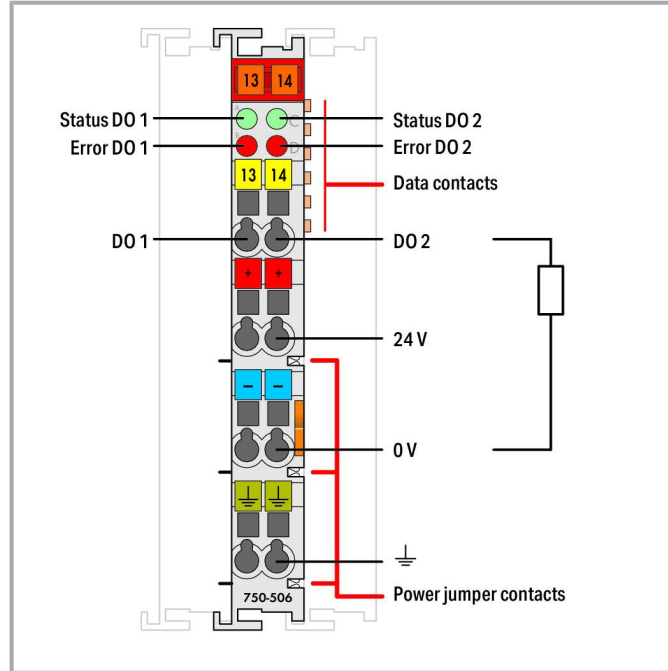 13 14
A
C
Status DO 1
Status DO 2
B
D
Error DO 1
Error DO 2
13 14
Data contacts
DO 1
DO 2
+ +
24 V
− −
0 V
750-506
Power jumper contacts